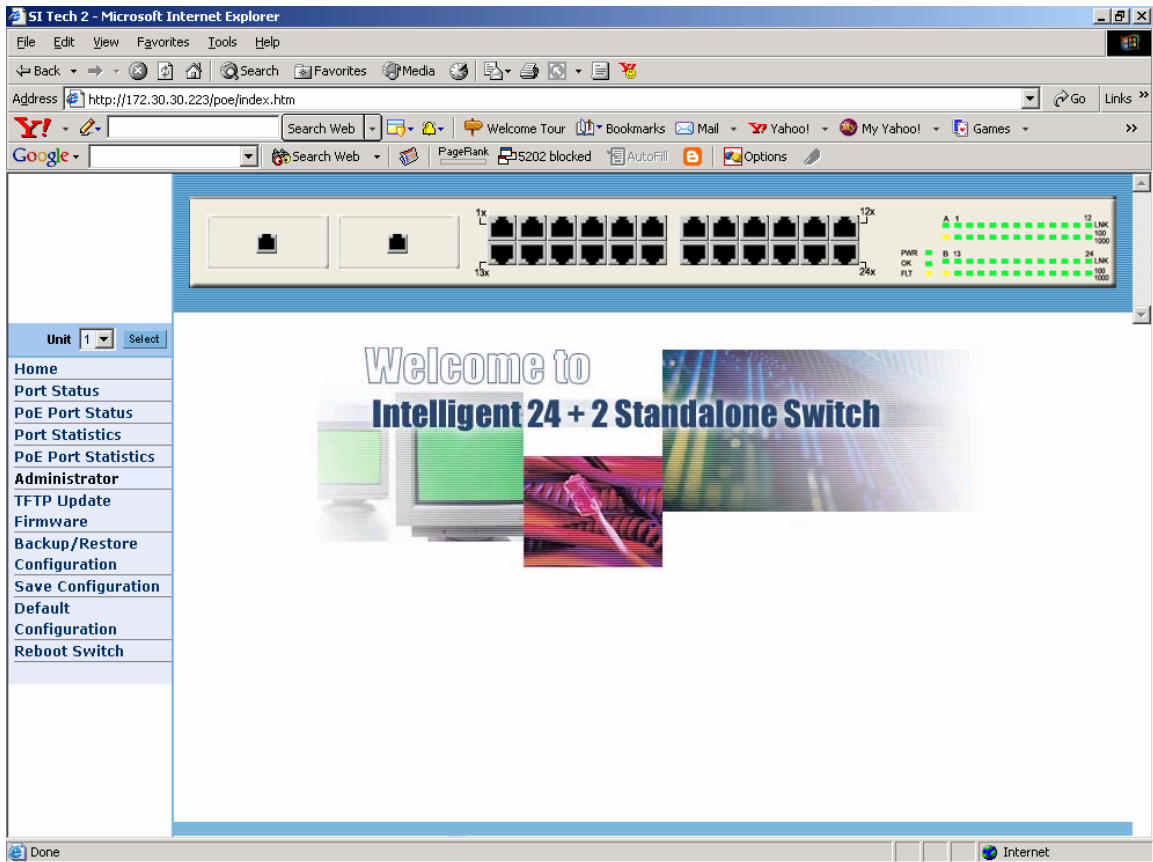 SI Tech 2 - Microsoft Internet Explorer
File Edit View Favorites Tools Help
Back Search Favorites Media
Address http://172.30.30.223/poe/index.htm Go Links »
Y! Search Web Welcome Tour Bookmarks Mail Yahoo! My Yahoo! Games »
Google Search Web PageRank 5202 blocked AutoFill Options
1x 12x
13x 24x
A 1 12 LNK
100
1000
PWR B 13 24 LNK
OK
FLT 100
1000
Unit 1 Select
Home
Port Status
PoE Port Status
Port Statistics
PoE Port Statistics
Administrator
TFTP Update
Firmware
Backup/Restore
Configuration
Save Configuration
Default
Configuration
Reboot Switch
Welcome to
Intelligent 24 + 2 Standalone Switch
Done Internet